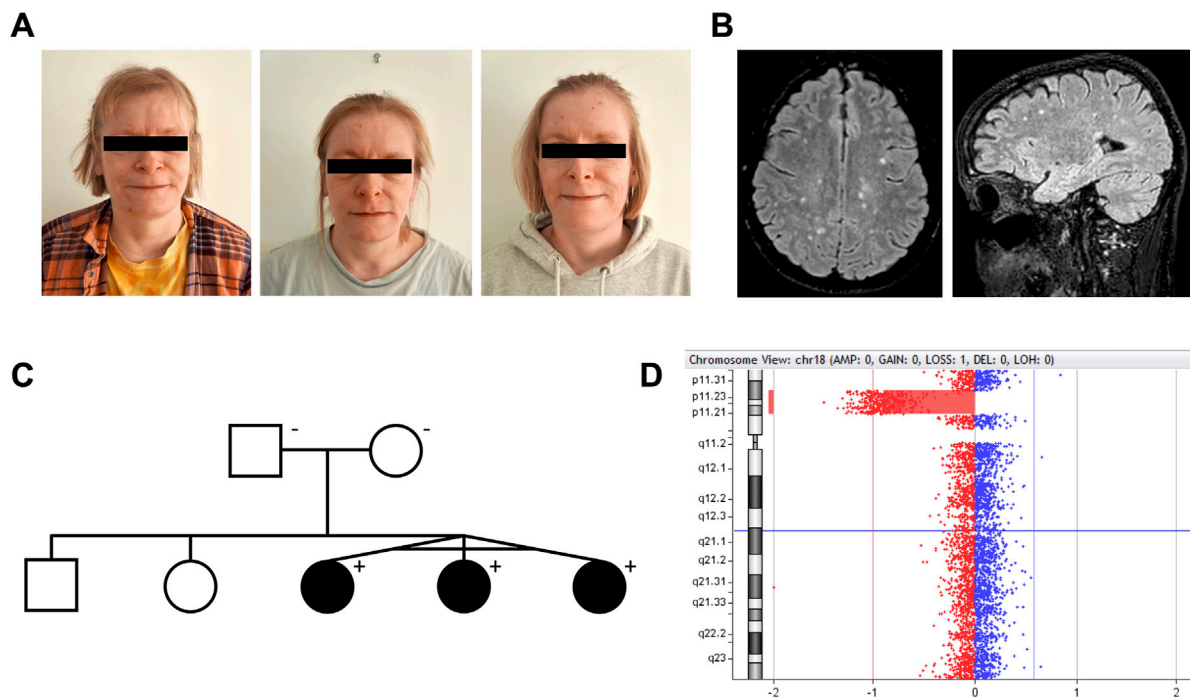 A
B
C
- -
+ + +
D
Chromosome View: chr18 (AMP: 0, GAIN: 0, LOSS: 1, DEL: 0, LOH: 0)
p11.31
p11.23
p11.21
q11.2
q12.1
q12.2
q12.3
q21.1
q21.2
q21.31
q21.33
q22.2
q23
-2 -1 0 1 2